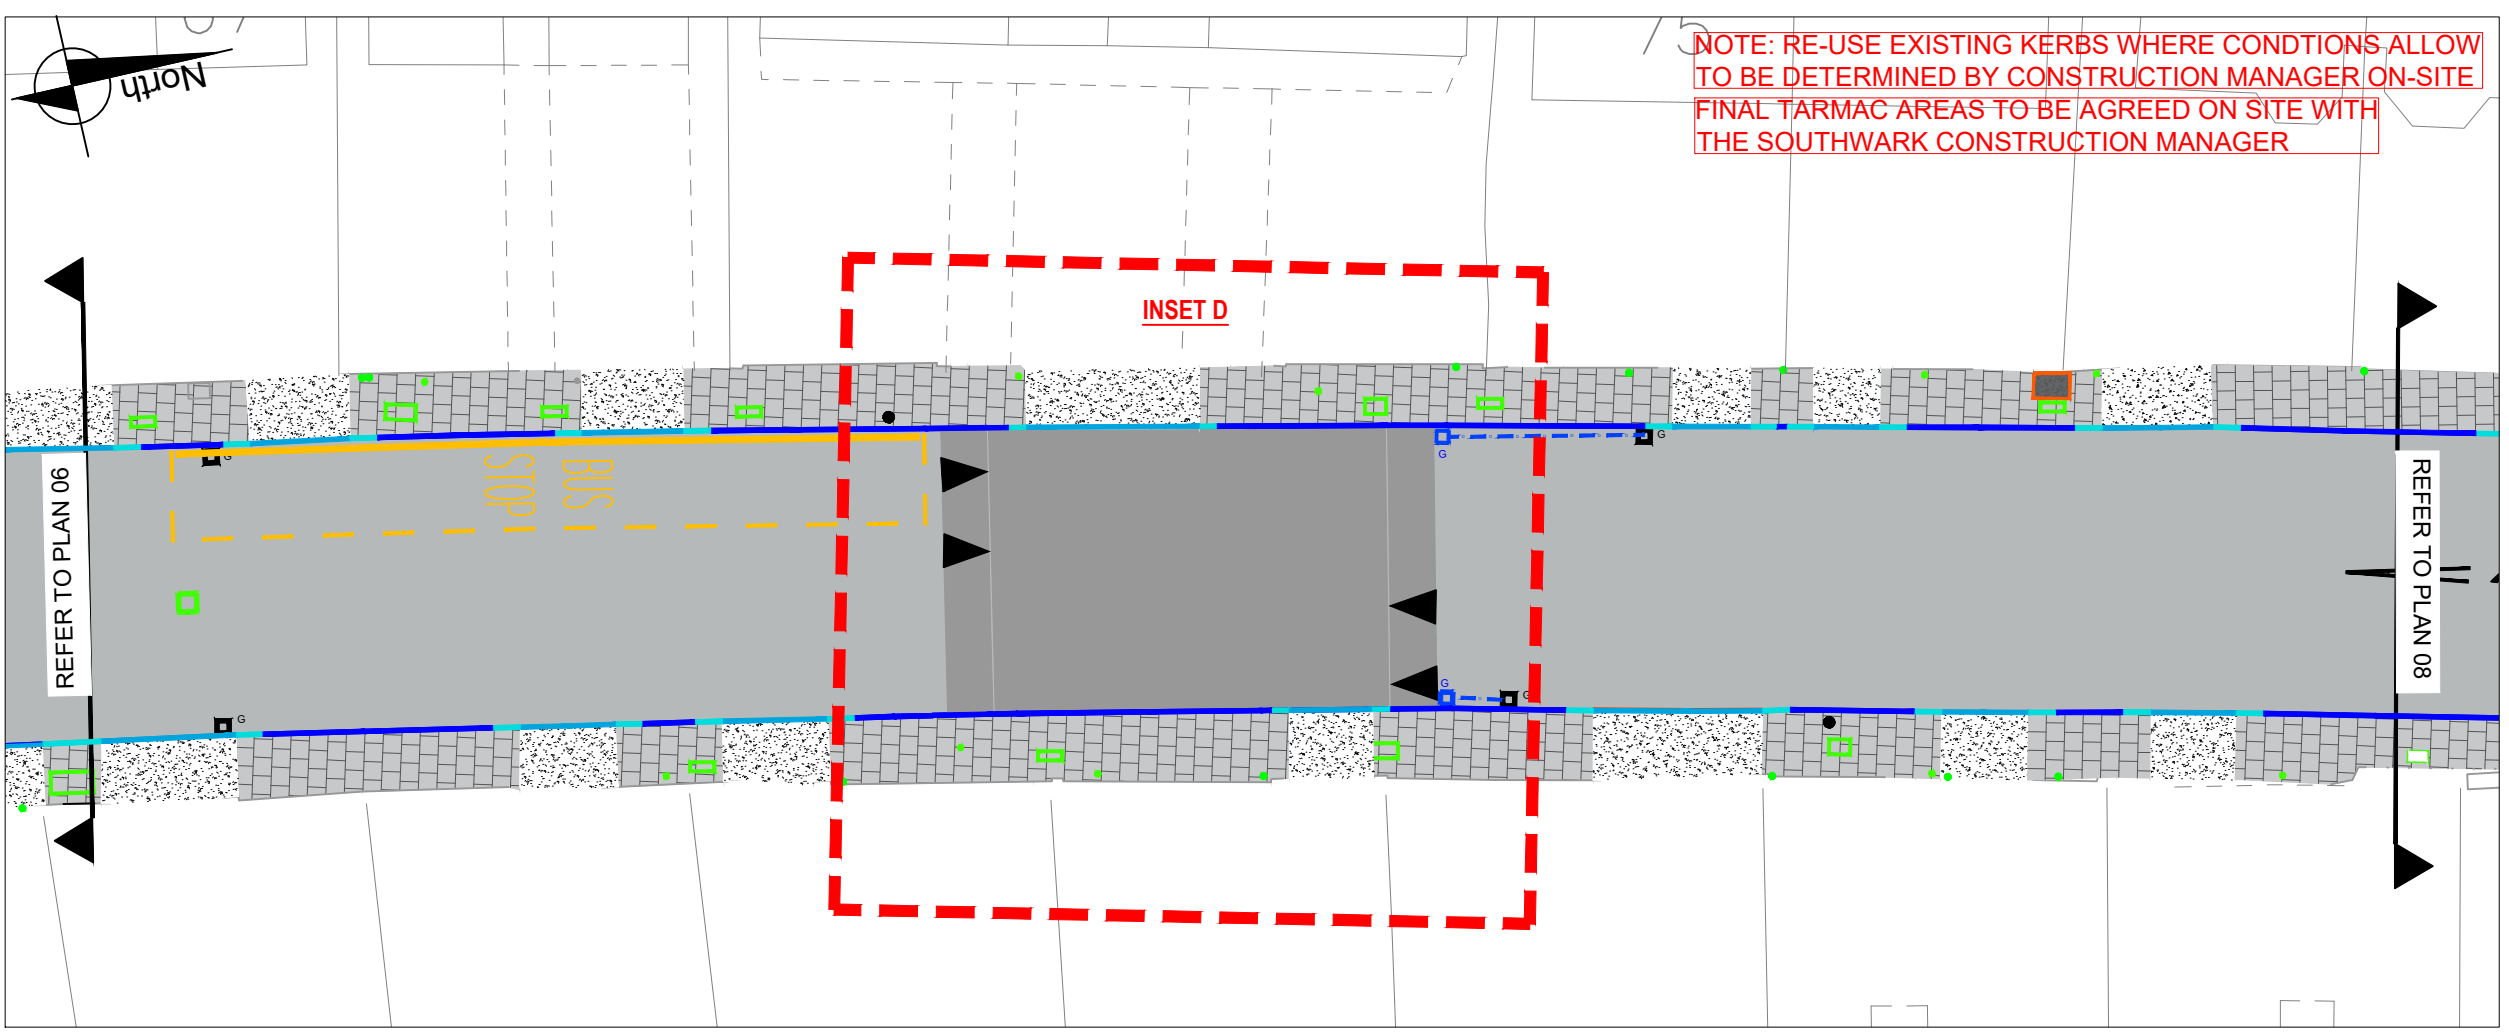 North
75
NOTE: RE-USE EXISTING KERBS WHERE CONDTIONS ALLOW
TO BE DETERMINED BY CONSTRUCTION MANAGER ON-SITE
FINAL TARMAC AREAS TO BE AGREED ON SITE WITH
THE SOUTHWARK CONSTRUCTION MANAGER
INSET D
REFER TO PLAN 06
G
BUS
STOP
G
G
G
G
G
REFER TO PLAN 08